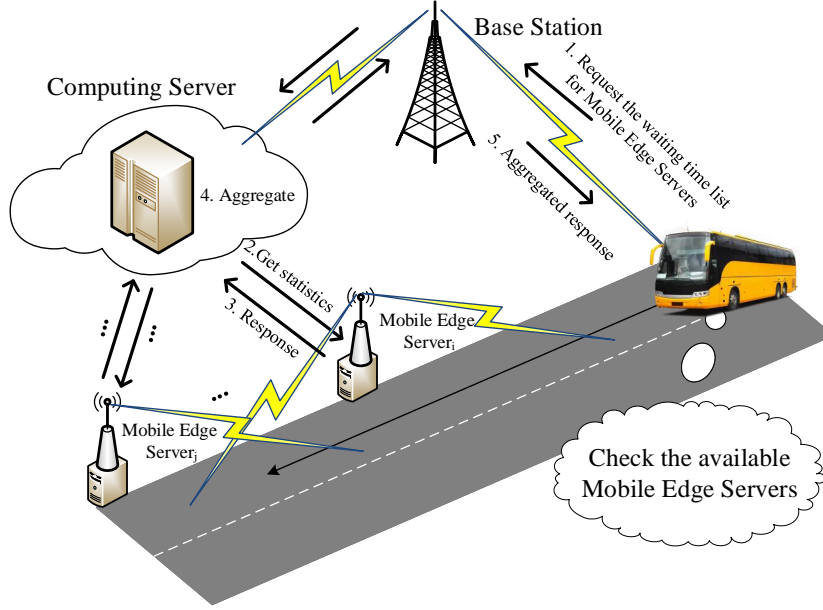 Base Station
Computing Server
1. Request the waiting time list
for Mobile Edge Servers
5. Aggregated response
4. Aggregate
2.Get statistics
3. Response
Mobile Edge
Serverᵢ
Mobile Edge
Serverⱼ
Check the available
Mobile Edge Servers